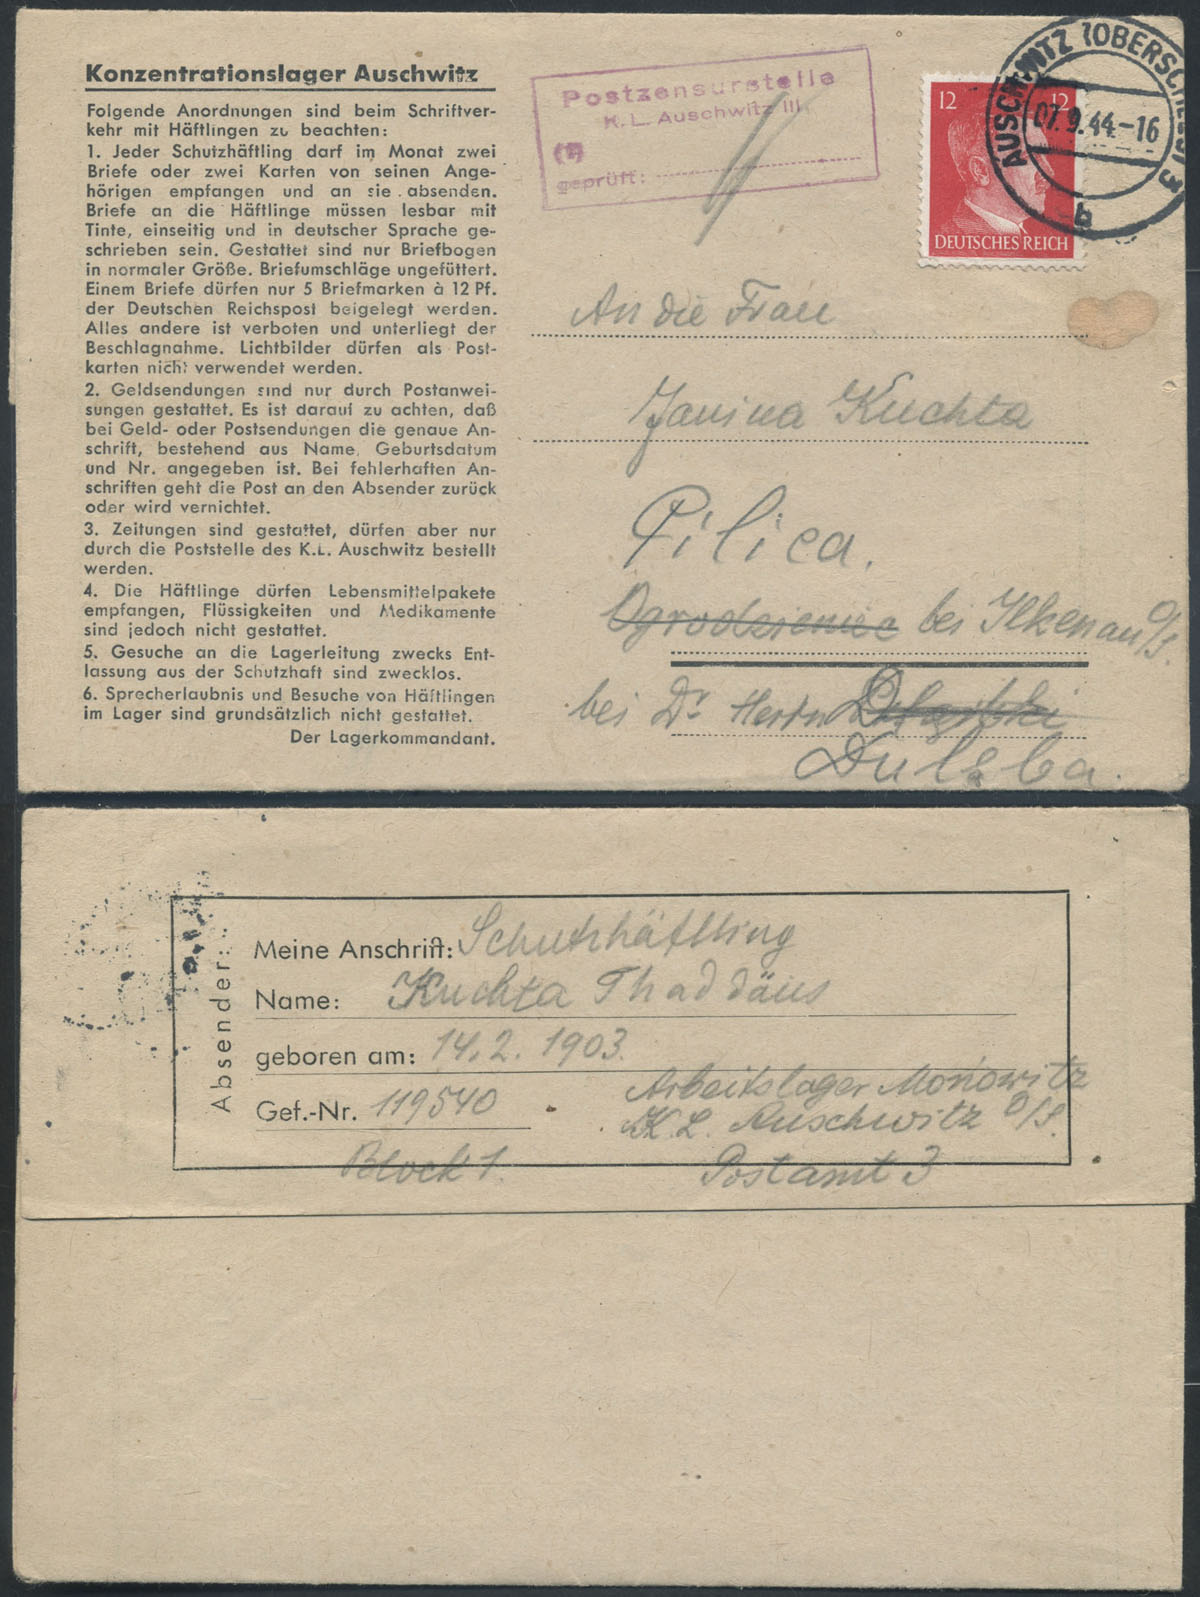 Konzentrationslager Auschwitz
Folgende Anordnungen sind beim Schriftver-
kehr mit Häftlingen zu beachten:
1. Jeder Schutzhäftling darf im Monat zwei
Briefe oder zwei Karten von seinen Ange-
hörigen empfangen und an sie absenden.
Briefe an die Häftlinge müssen lesbar mit
Tinte, einseitig und in deutscher Sprache ge-
schrieben sein. Gestattet sind nur Briefbogen
in normaler Größe. Briefumschläge ungefüttert.
Einem Briefe dürfen nur 5 Briefmarken à 12 Pf.
der Deutschen Reichspost beigelegt werden.
Alles andere ist verboten und unterliegt der
Beschlagnahme. Lichtbilder dürfen als Post-
karten nicht verwendet werden.
2. Geldsendungen sind nur durch Postanwei-
sungen gestattet. Es ist darauf zu achten, daß
bei Geld- oder Postsendungen die genaue An-
schrift, bestehend aus Name, Geburtsdatum
und Nr. angegeben ist. Bei fehlerhaften An-
schriften geht die Post an den Absender zurück
oder wird vernichtet.
3. Zeitungen sind gestattet, dürfen aber nur
durch die Poststelle des K.L. Auschwitz bestellt
werden.
4. Die Häftlinge dürfen Lebensmittelpakete
empfangen, Flüssigkeiten und Medikamente
sind jedoch nicht gestattet.
5. Gesuche an die Lagerleitung zwecks Ent-
lassung aus der Schutzhaft sind zwecklos.
6. Sprecherlaubnis und Besuche von Häftlingen
im Lager sind grundsätzlich nicht gestattet.
Der Lagerkommandant.
Postzensurstelle
K. L. Auschwitz III.
geprüft:
12 12
DEUTSCHES REICH
AUSCHWITZ (OBERSCHLES) 3
07.9.44-16
An die Frau
Janina Kuchta
Pilica.
Ogrodzieniec bei Ilkenau O/S.
bei Dr. Herrn
Dulęba.
Absender:
Meine Anschrift: Schutzhäftling
Name: Kuchta Thaddäus
geboren am: 14.2. 1903.
Gef.-Nr. 119540
Block 1.
Arbeitslager Monowitz
K.L. Auschwitz O/S.
Postamt 3